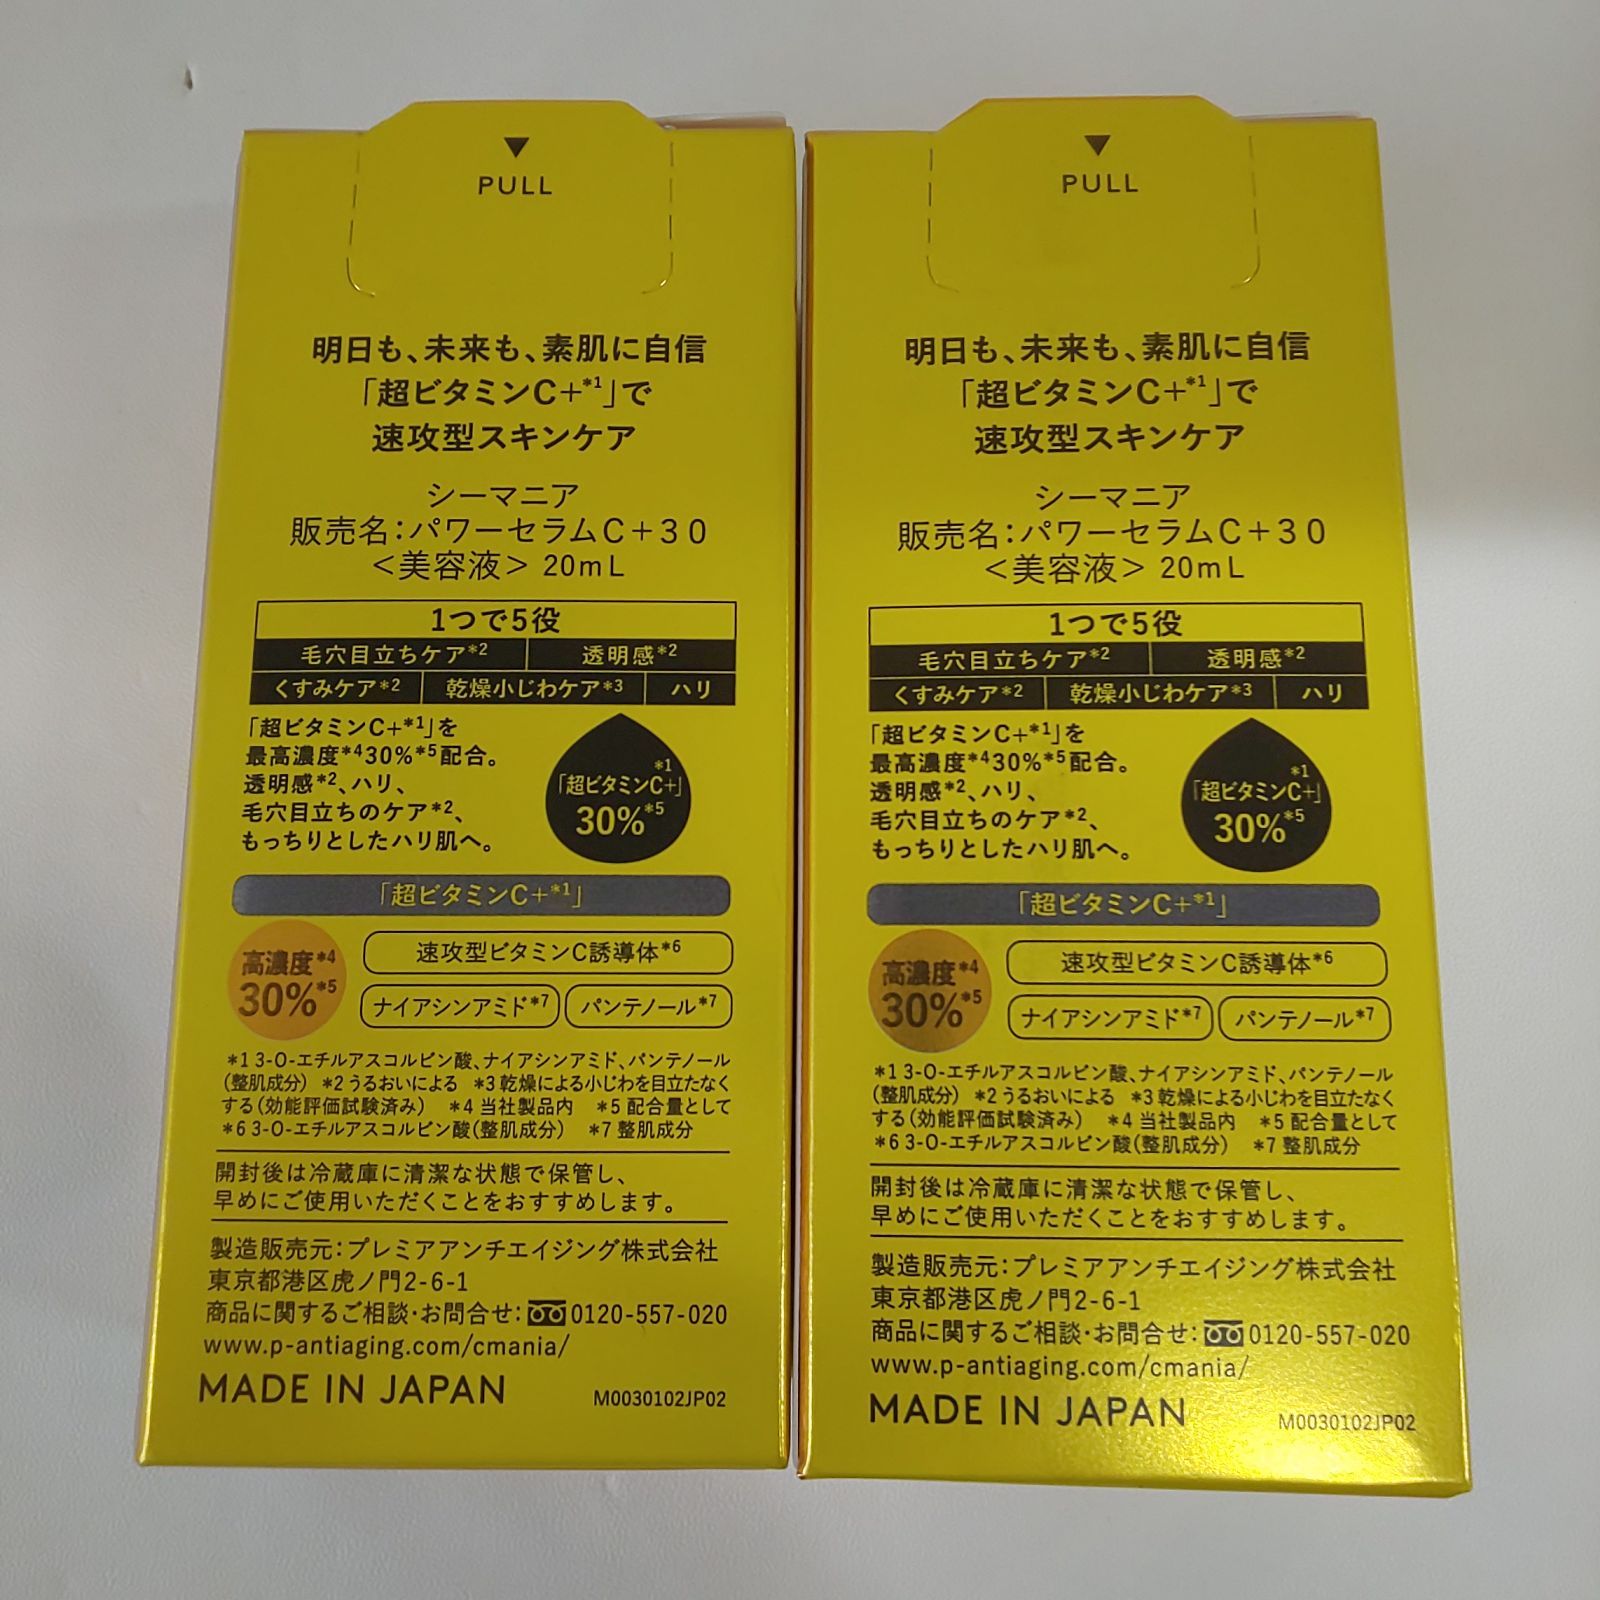 PULL
明日も、未来も、素肌に自信
「超ビタミンC+*1」で
速攻型スキンケア
シーマニア
販売名：パワーセラムC＋30
＜美容液＞ 20mL
1つで5役
毛穴目立ちケア*2 透明感*2
くすみケア*2 乾燥小じわケア*3 ハリ
「超ビタミンC+*1」を
最高濃度*430%*5配合。
透明感*2、ハリ、
毛穴目立ちのケア*2、
もっちりとしたハリ肌へ。
*1
「超ビタミンC+」
30%*5
「超ビタミンC+*1」
高濃度*4
30%*5
速攻型ビタミンC誘導体*6
ナイアシンアミド*7 パンテノール*7
*1 3-O-エチルアスコルビン酸、ナイアシンアミド、パンテノール
(整肌成分) *2 うるおいによる *3 乾燥による小じわを目立たなく
する(効能評価試験済み) *4 当社製品内 *5 配合量として
*6 3-O-エチルアスコルビン酸(整肌成分) *7 整肌成分
開封後は冷蔵庫に清潔な状態で保管し、
早めにご使用いただくことをおすすめします。
製造販売元：プレミアアンチエイジング株式会社
東京都港区虎ノ門2-6-1
商品に関するご相談・お問合せ：0120-557-020
www.p-antiaging.com/cmania/
MADE IN JAPAN M0030102JP02
PULL
明日も、未来も、素肌に自信
「超ビタミンC+*1」で
速攻型スキンケア
シーマニア
販売名：パワーセラムC＋30
＜美容液＞ 20mL
1つで5役
毛穴目立ちケア*2 透明感*2
くすみケア*2 乾燥小じわケア*3 ハリ
「超ビタミンC+*1」を
最高濃度*430%*5配合。
透明感*2、ハリ、
毛穴目立ちのケア*2、
もっちりとしたハリ肌へ。
*1
「超ビタミンC+」
30%*5
「超ビタミンC+*1」
高濃度*4
30%*5
速攻型ビタミンC誘導体*6
ナイアシンアミド*7 パンテノール*7
*1 3-O-エチルアスコルビン酸、ナイアシンアミド、パンテノール
(整肌成分) *2 うるおいによる *3 乾燥による小じわを目立たなく
する(効能評価試験済み) *4 当社製品内 *5 配合量として
*6 3-O-エチルアスコルビン酸(整肌成分) *7 整肌成分
開封後は冷蔵庫に清潔な状態で保管し、
早めにご使用いただくことをおすすめします。
製造販売元：プレミアアンチエイジング株式会社
東京都港区虎ノ門2-6-1
商品に関するご相談・お問合せ：0120-557-020
www.p-antiaging.com/cmania/
MADE IN JAPAN M0030102JP02